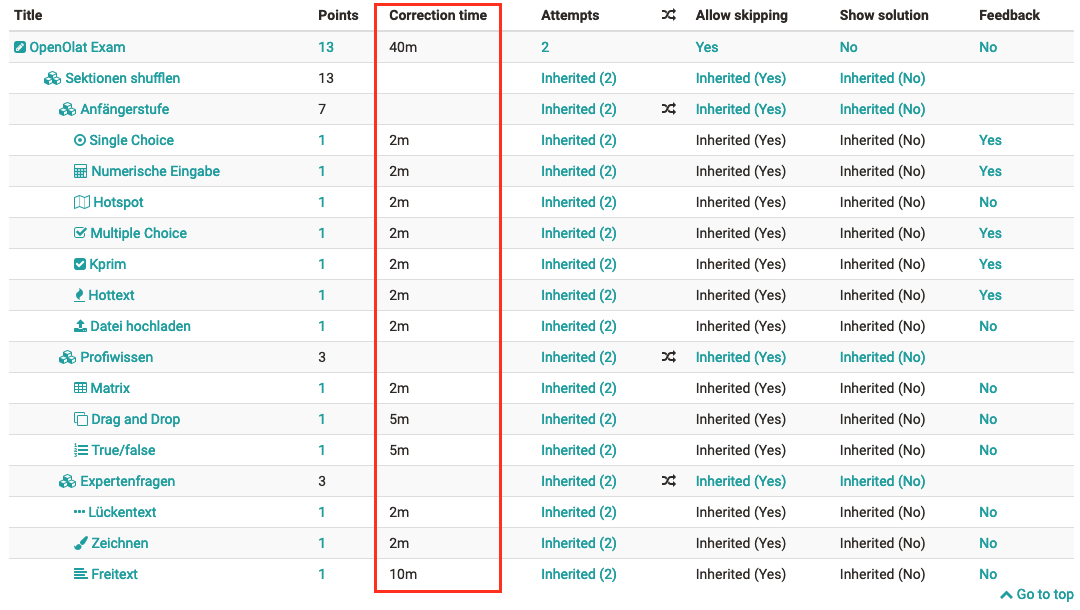 Title Points Correction time Attempts Allow skipping Show solution Feedback
OpenOlat Exam 13 40m 2 Yes No No
Sektionen shufflen 13 Inherited (2) Inherited (Yes) Inherited (No)
Anfängerstufe 7 Inherited (2) Inherited (Yes) Inherited (No)
Single Choice 1 2m Inherited (2) Inherited (Yes) Inherited (No) Yes
Numerische Eingabe 1 2m Inherited (2) Inherited (Yes) Inherited (No) Yes
Hotspot 1 2m Inherited (2) Inherited (Yes) Inherited (No) No
Multiple Choice 1 2m Inherited (2) Inherited (Yes) Inherited (No) Yes
Kprim 1 2m Inherited (2) Inherited (Yes) Inherited (No) Yes
Hottext 1 2m Inherited (2) Inherited (Yes) Inherited (No) Yes
Datei hochladen 1 2m Inherited (2) Inherited (Yes) Inherited (No) No
Profiwissen 3 Inherited (2) Inherited (Yes) Inherited (No)
Matrix 1 2m Inherited (2) Inherited (Yes) Inherited (No) No
Drag and Drop 1 5m Inherited (2) Inherited (Yes) Inherited (No) No
True/false 1 5m Inherited (2) Inherited (Yes) Inherited (No) No
Expertenfragen 3 Inherited (2) Inherited (Yes) Inherited (No)
Lückentext 1 2m Inherited (2) Inherited (Yes) Inherited (No) No
Zeichnen 1 2m Inherited (2) Inherited (Yes) Inherited (No) No
Freitext 1 10m Inherited (2) Inherited (Yes) Inherited (No) No
Go to top